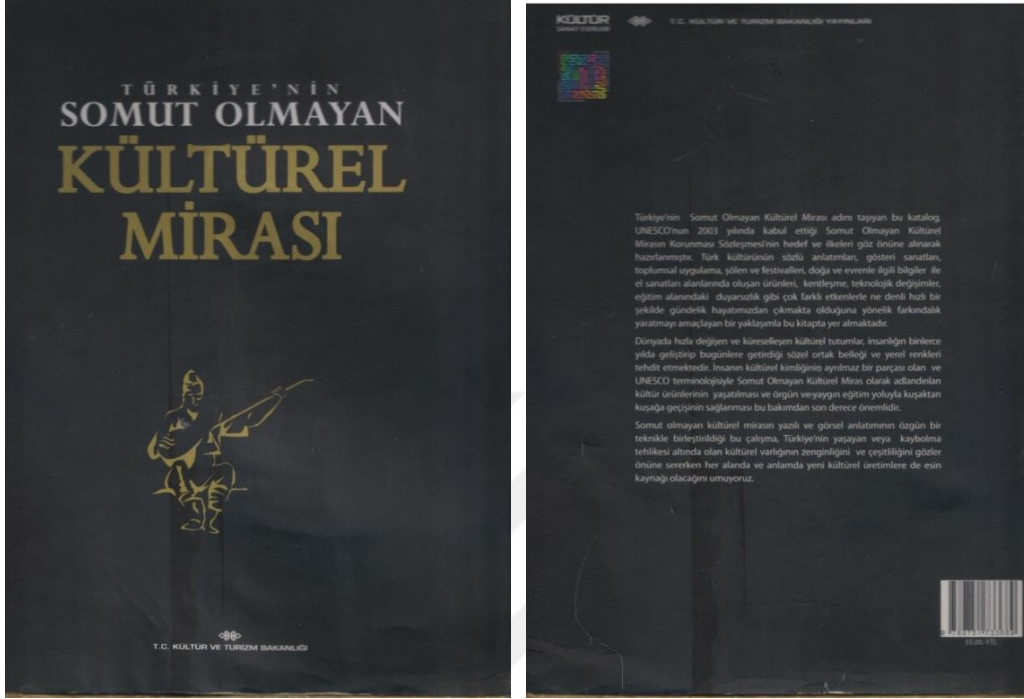 TÜRKİYE'NİN
SOMUT OLMAYAN
KÜLTÜREL
MİRASI
T.C. KÜLTÜR VE TURİZM BAKANLIĞI
KÜLTÜR
SANAT ESERLERİ
T.C. KÜLTÜR VE TURİZM BAKANLIĞI YAYINLARI
Türkiye'nin Somut Olmayan Kültürel Mirası adını taşıyan bu katalog,
UNESCO'nun 2003 yılında kabul ettiği Somut Olmayan Kültürel
Mirasın Korunması Sözleşmesi'nin hedef ve ilkeleri göz önüne alınarak
hazırlanmıştır. Türk kültürünün sözlü anlatımları, gösteri sanatları,
toplumsal uygulama, şölen ve festivalleri, doğa ve evrenle ilgili bilgiler ile
el sanatları alanlarında oluşan ürünleri, kentleşme, teknolojik değişimler,
eğitim alanındaki duyarsızlık gibi çok farklı etkenlerle ne denli hızlı bir
şekilde gündelik hayatımızdan çıkmakta olduğuna yönelik farkındalık
yaratmayı amaçlayan bir yaklaşımla bu kitapta yer almaktadır.
Dünyada hızla değişen ve küreselleşen kültürel tutumlar, insanlığın binlerce
yılda geliştirip bugünlere getirdiği sözel ortak belleği ve yerel renkleri
tehdit etmektedir. İnsanın kültürel kimliğinin ayrılmaz bir parçası olan ve
UNESCO terminolojisiyle Somut Olmayan Kültürel Miras olarak adlandırılan
kültür ürünlerinin yaşatılması ve örgün ve yaygın eğitim yoluyla kuşaktan
kuşağa geçişinin sağlanması bu bakımdan son derece önemlidir.
Somut olmayan kültürel mirasın yazılı ve görsel anlatımının özgün bir
teknikle birleştirildiği bu çalışma, Türkiye'nin yaşayan veya kaybolma
tehlikesi altında olan kültürel varlığının zenginliğini ve çeşitliliğini gözler
önüne sererken her alanda ve anlamda yeni kültürel üretimlere de esin
kaynağı olacağını umuyoruz.